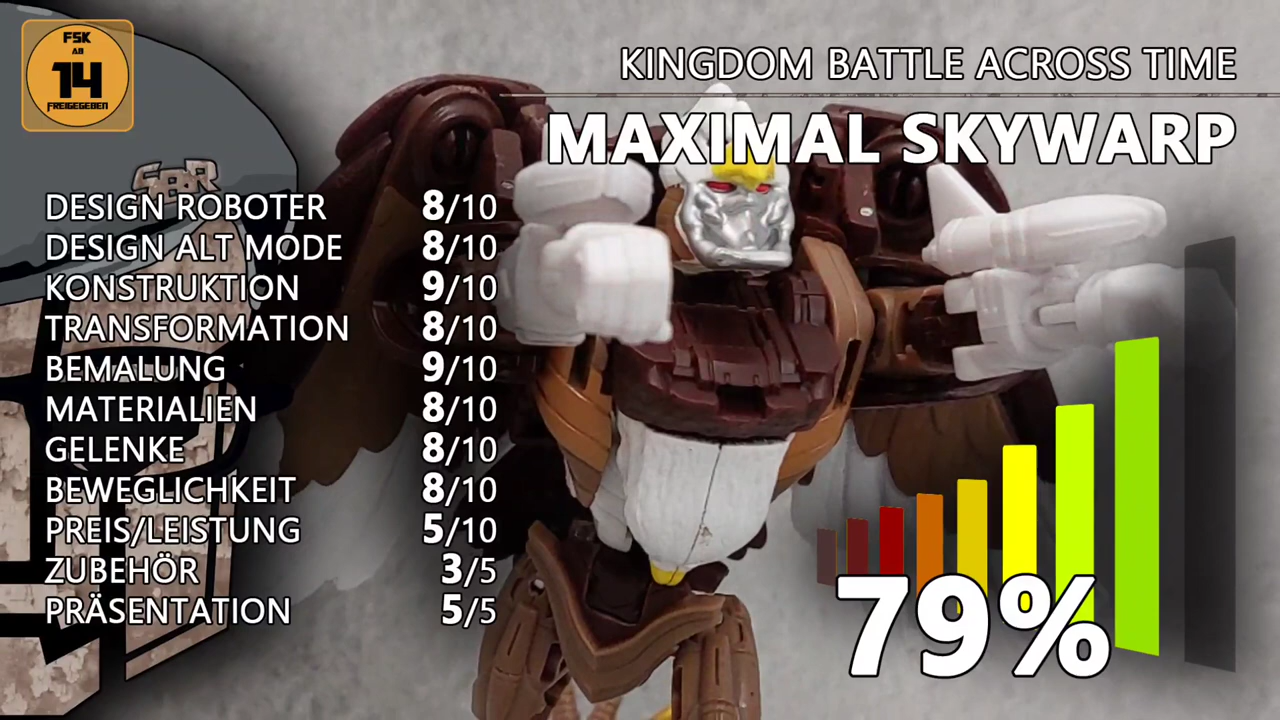 FSK
AB
14
FREIGEGEBEN
KINGDOM BATTLE ACROSS TIME
MAXIMAL SKYWARP
SBR
DESIGN ROBOTER 8/10
DESIGN ALT MODE 8/10
KONSTRUKTION 9/10
TRANSFORMATION 8/10
BEMALUNG 9/10
MATERIALIEN 8/10
GELENKE 8/10
BEWEGLICHKEIT 8/10
PREIS/LEISTUNG 5/10
ZUBEHÖR 3/5
PRÄSENTATION 5/5
79%